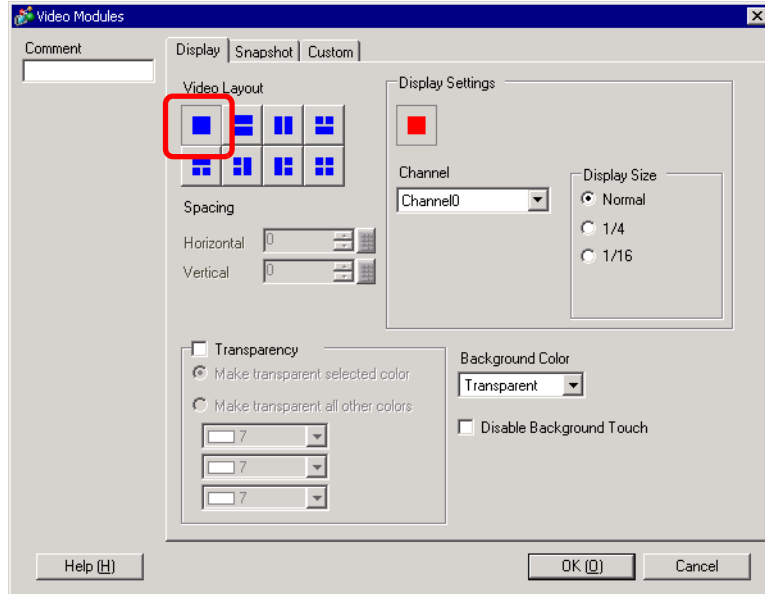 Video Modules
Comment
Display Snapshot Custom
Video Layout
Display Settings
Channel
Channel0
Display Size
Normal
1/4
1/16
Spacing
Horizontal 0
Vertical 0
Transparency
Make transparent selected color
Make transparent all other colors
7
7
7
Background Color
Transparent
Disable Background Touch
Help (H)
OK (O)
Cancel